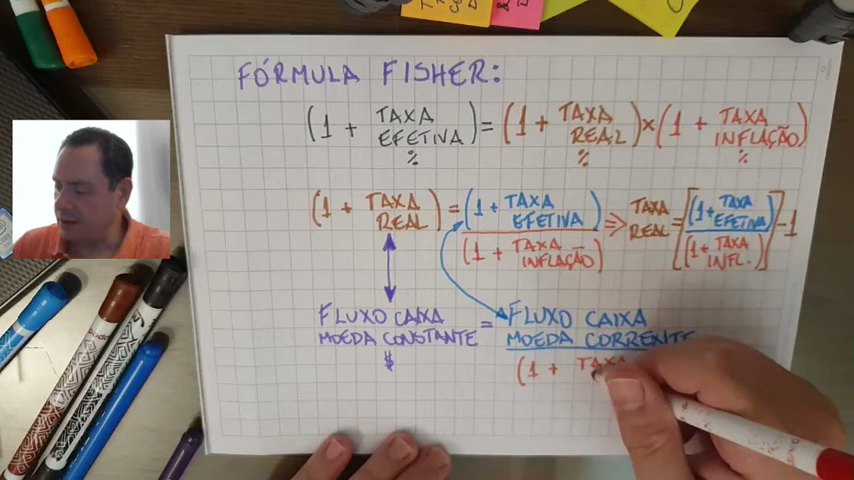 FÓRMULA FISHER:
(1 + TAXA EFETIVA) = (1 + TAXA REAL) x (1 + TAXA INFLAÇÃO)
% % %
(1 + TAXA REAL) = (1 + TAXA EFETIVA) => TAXA REAL = [(1 + TAXA EFETIVA)] - 1
(1 + TAXA INFLAÇÃO) (1 + TAXA INFL.)
FLUXO CAIXA = FLUXO CAIXA
MOEDA CONSTANTE MOEDA CORRENTE
$ (1 + TAXA